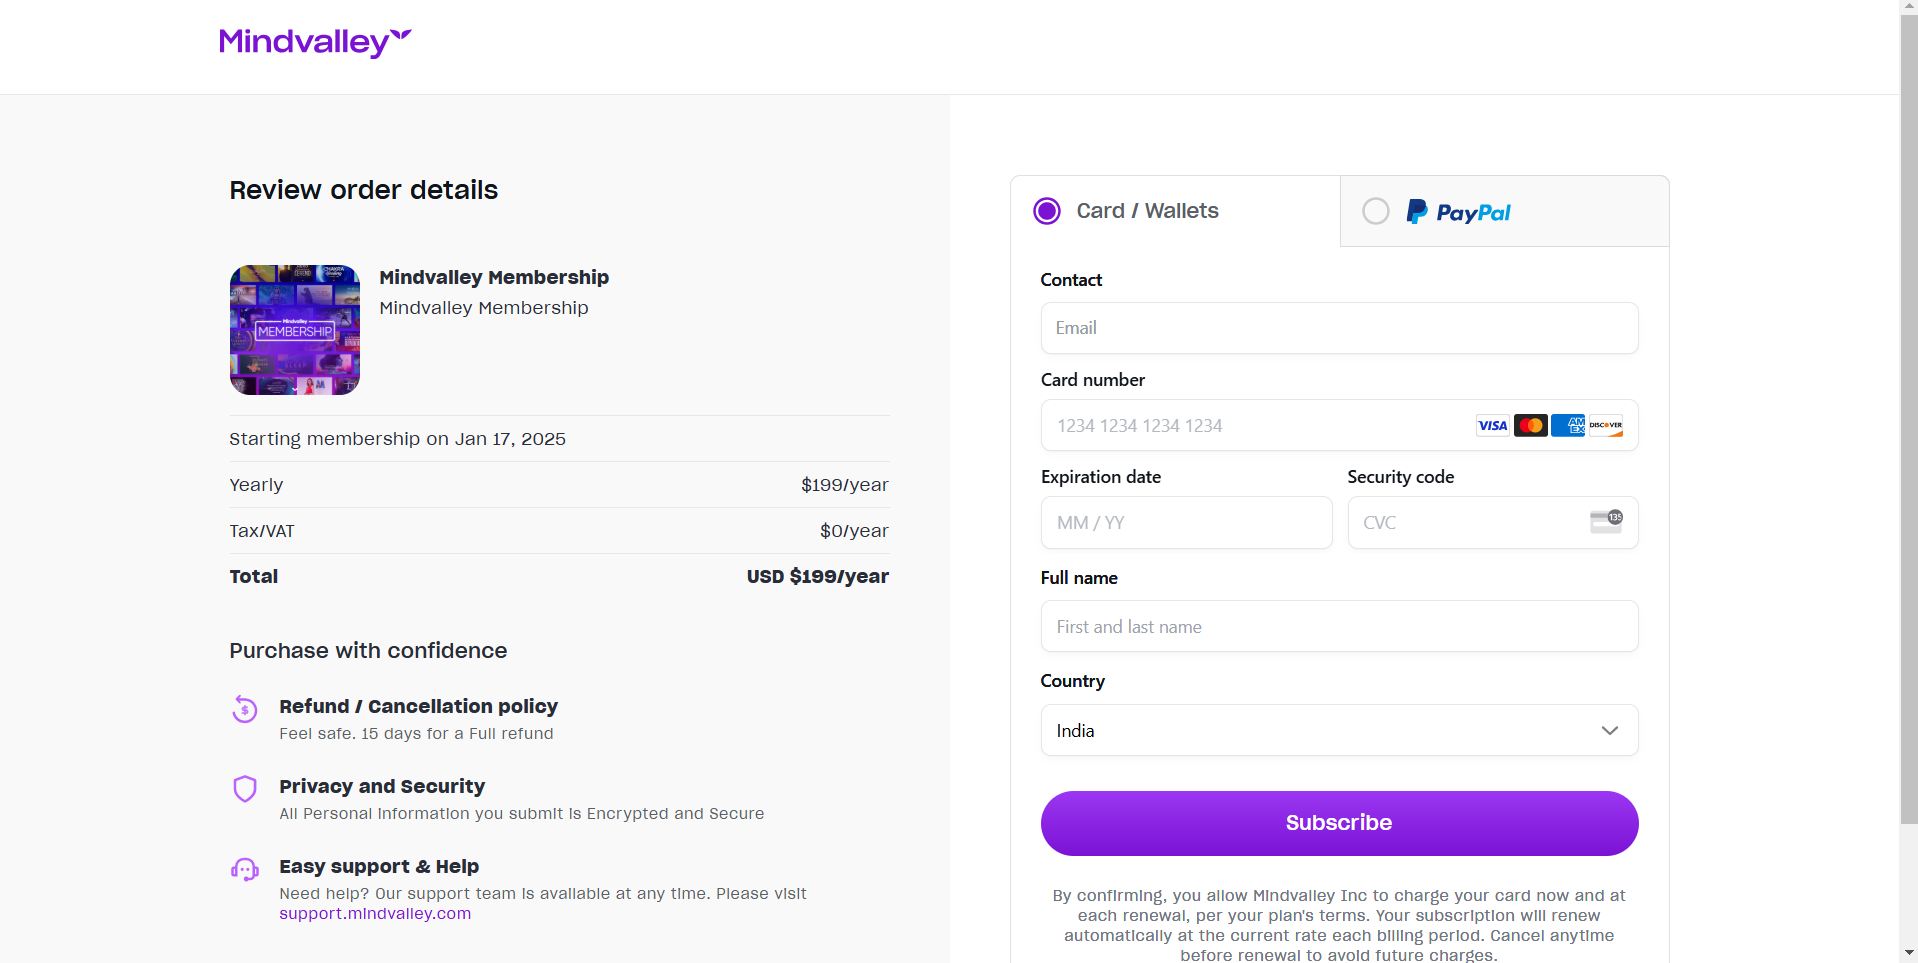 Mindvalley
Review order details
Mindvalley Membership
Mindvalley Membership
Mindvalley
MEMBERSHIP
Starting membership on Jan 17, 2025
Yearly $199/year
Tax/VAT $0/year
Total USD $199/year
Purchase with confidence
Refund / Cancellation policy
Feel safe. 15 days for a Full refund
Privacy and Security
All Personal Information you submit is Encrypted and Secure
Easy support & Help
Need help? Our support team is available at any time. Please visit
support.mindvalley.com
Card / Wallets
PayPal
Contact
Email
Card number
1234 1234 1234 1234 VISA AM EX DISCOVER
Expiration date Security code
MM / YY CVC 135
Full name
First and last name
Country
India
Subscribe
By confirming, you allow Mindvalley Inc to charge your card now and at
each renewal, per your plan's terms. Your subscription will renew
automatically at the current rate each billing period. Cancel anytime
before renewal to avoid future charges.